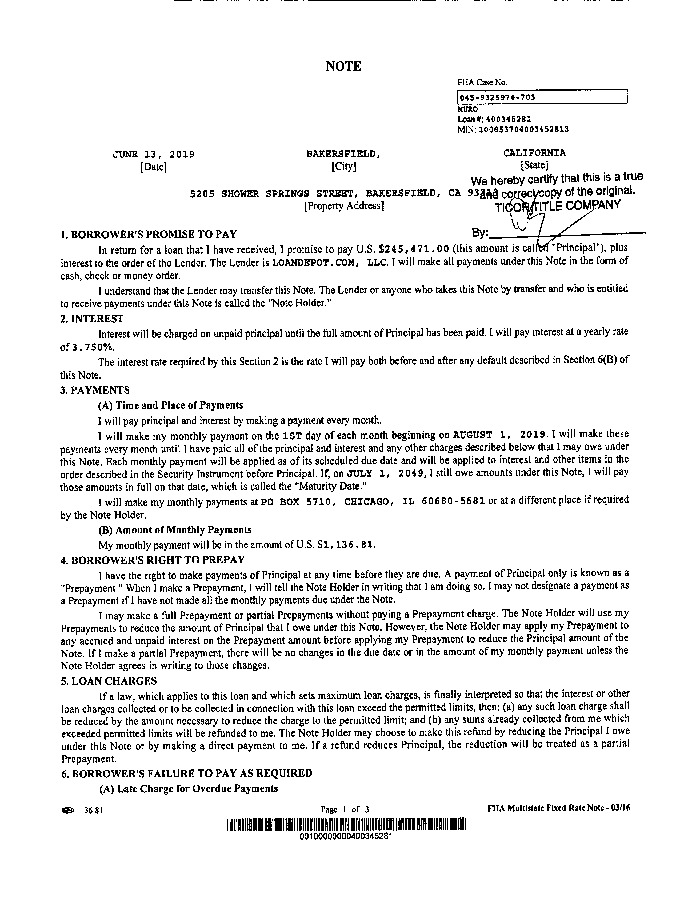 NOTE
FHA Case No.
045-9325974-703
Loan #: 400345281
MIN: 100853704003452813
JUNE 13, 2019 BAKERSFIELD, CALIFORNIA
[Date] [City] [State]
We hereby certify that this is a true
5205 SHOWER SPRINGS STREET, BAKERSFIELD, CA and correct copy of the original.
[Property Address] TICOR TITLE COMPANY
By:
1. BORROWER'S PROMISE TO PAY
In return for a loan that I have received, I promise to pay U.S. $245,471.00 (this amount is called "Principal"), plus
interest to the order of the Lender. The Lender is LOANDEPOT.COM, LLC. I will make all payments under this Note in the form of
cash, check or money order.
I understand that the Lender may transfer this Note. The Lender or anyone who takes this Note by transfer and who is entitled
to receive payments under this Note is called the "Note Holder."
2. INTEREST
Interest will be charged on unpaid principal until the full amount of Principal has been paid. I will pay interest at a yearly rate
of 3.750%.
The interest rate required by this Section 2 is the rate I will pay both before and after any default described in Section 6(B) of
this Note.
3. PAYMENTS
(A) Time and Place of Payments
I will pay principal and interest by making a payment every month.
I will make my monthly payment on the 1ST day of each month beginning on AUGUST 1, 2019. I will make these
payments every month until I have paid all of the principal and interest and any other charges described below that I may owe under
this Note. Each monthly payment will be applied as of its scheduled due date and will be applied to interest and other items in the
order described in the Security Instrument before Principal. If, on JULY 1, 2049, I still owe amounts under this Note, I will pay
those amounts in full on that date, which is called the "Maturity Date."
I will make my monthly payments at PO BOX 5710, CHICAGO, IL 60680-5681 or at a different place if required
by the Note Holder.
(B) Amount of Monthly Payments
My monthly payment will be in the amount of U.S. $1,136.81.
4. BORROWER'S RIGHT TO PREPAY
I have the right to make payments of Principal at any time before they are due. A payment of Principal only is known as a
"Prepayment." When I make a Prepayment, I will tell the Note Holder in writing that I am doing so. I may not designate a payment as
a Prepayment if I have not made all the monthly payments due under the Note.
I may make a full Prepayment or partial Prepayments without paying a Prepayment charge. The Note Holder will use my
Prepayments to reduce the amount of Principal that I owe under this Note. However, the Note Holder may apply my Prepayment to
any accrued and unpaid interest on the Prepayment amount before applying my Prepayment to reduce the Principal amount of the
Note. If I make a partial Prepayment, there will be no changes in the due date or in the amount of my monthly payment unless the
Note Holder agrees in writing to those changes.
5. LOAN CHARGES
If a law, which applies to this loan and which sets maximum loan charges, is finally interpreted so that the interest or other
loan charges collected or to be collected in connection with this loan exceed the permitted limits, then: (a) any such loan charge shall
be reduced by the amount necessary to reduce the charge to the permitted limit; and (b) any sums already collected from me which
exceeded permitted limits will be refunded to me. The Note Holder may choose to make this refund by reducing the Principal I owe
under this Note or by making a direct payment to me. If a refund reduces Principal, the reduction will be treated as a partial
Prepayment.
6. BORROWER'S FAILURE TO PAY AS REQUIRED
(A) Late Charge for Overdue Payments
3681 Page 1 of 3 FHA Multistate Fixed Rate Note - 03/16